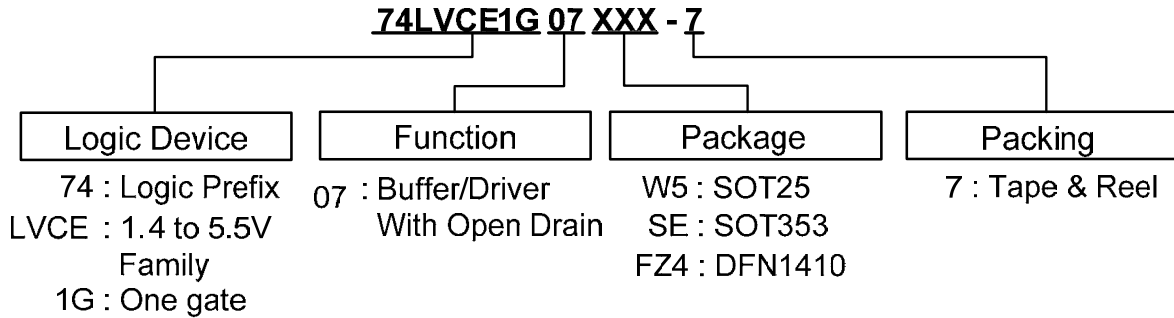 74LVCE1G 07 XXX - 7
Logic Device
74 : Logic Prefix
LVCE : 1.4 to 5.5V
Family
1G : One gate
Function
07 : Buffer/Driver
With Open Drain
Package
W5 : SOT25
SE : SOT353
FZ4 : DFN1410
Packing
7 : Tape & Reel